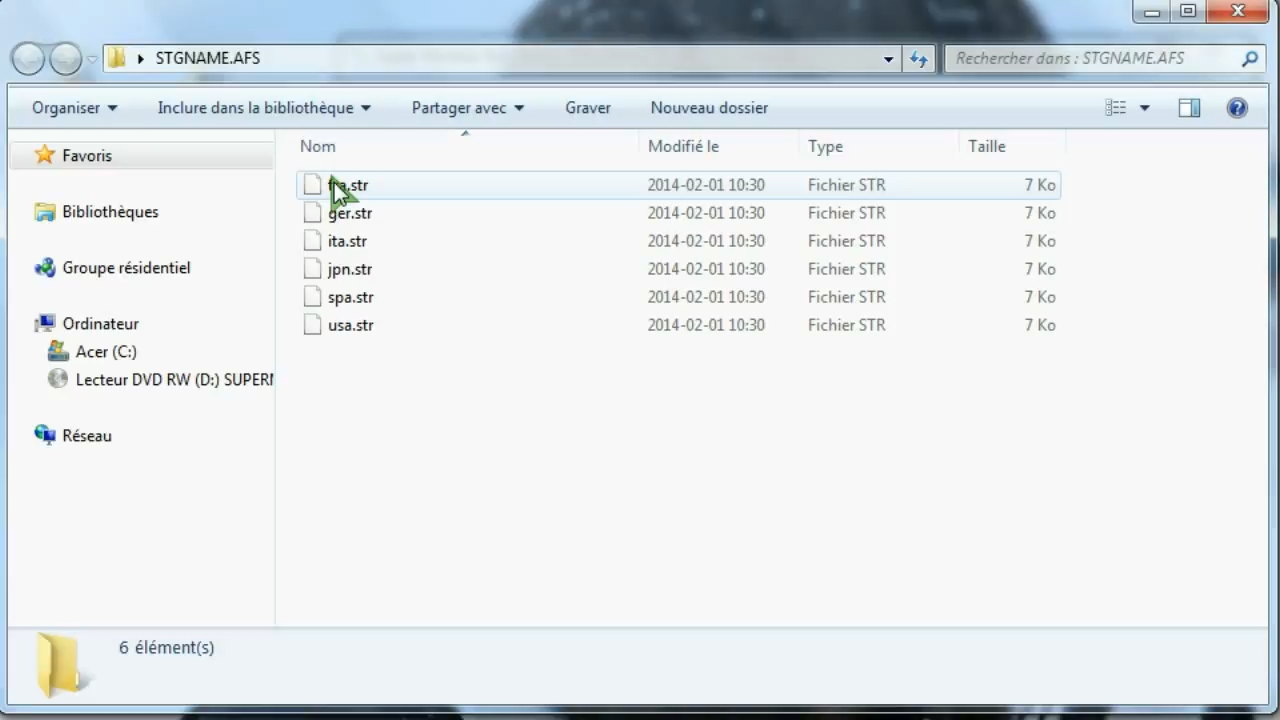 STGNAME.AFS
Rechercher dans : STGNAME.AFS
Organiser Inclure dans la bibliothèque Partager avec Graver Nouveau dossier
Favoris
Bibliothèques
Groupe résidentiel
Ordinateur
Acer (C:)
Lecteur DVD RW (D:)
Réseau
Nom Modifié le Type Taille
2014-02-01 10:30 Fichier STR 7 Ko
ger.str 2014-02-01 10:30 Fichier STR 7 Ko
ita.str 2014-02-01 10:30 Fichier STR 7 Ko
jpn.str 2014-02-01 10:30 Fichier STR 7 Ko
spa.str 2014-02-01 10:30 Fichier STR 7 Ko
usa.str 2014-02-01 10:30 Fichier STR 7 Ko
6 élément(s)